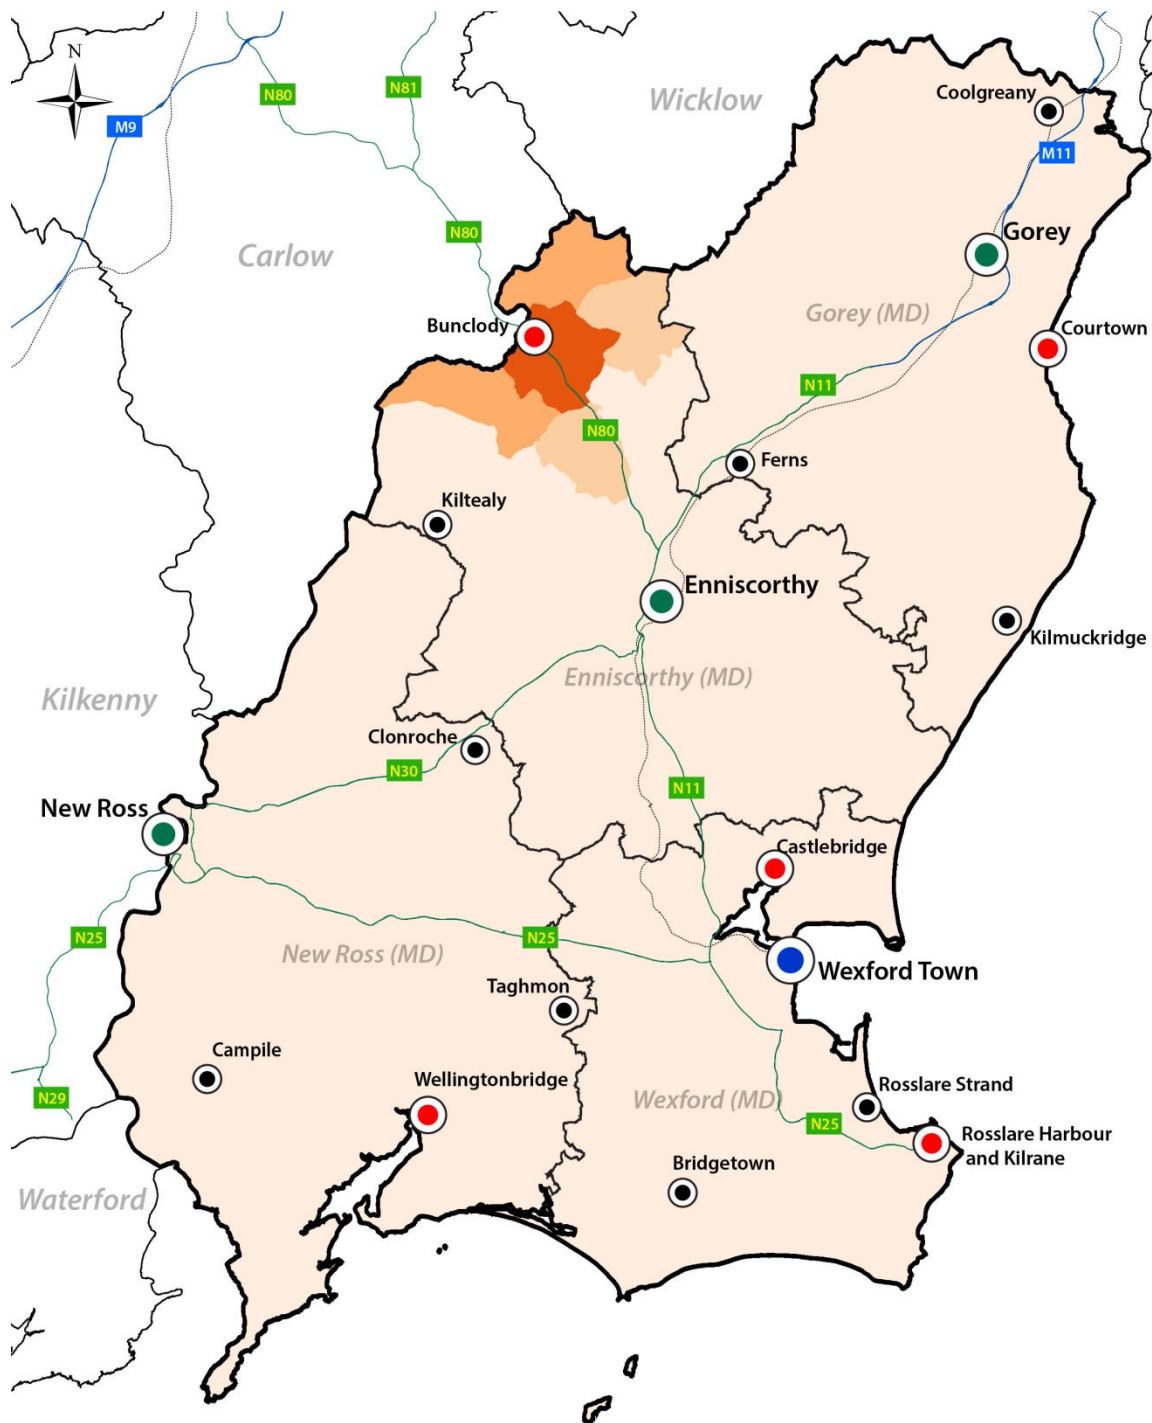 N
N80
N81
Wicklow
Coolgreany
M9
M11
N80
Carlow
Gorey
Bunclody
Gorey (MD)
Courtown
N11
N80
Ferns
Kiltealy
Enniscorthy
Kilmuckridge
Enniscorthy (MD)
Kilkenny
Clonroche
N30
N11
New Ross
Castlebridge
N25
N25
New Ross (MD)
Wexford Town
Taghmon
Campile
Wellingtonbridge
Rosslare Strand
N29
Wexford (MD)
N25
Rosslare Harbour
and Kilrane
Bridgetown
Waterford